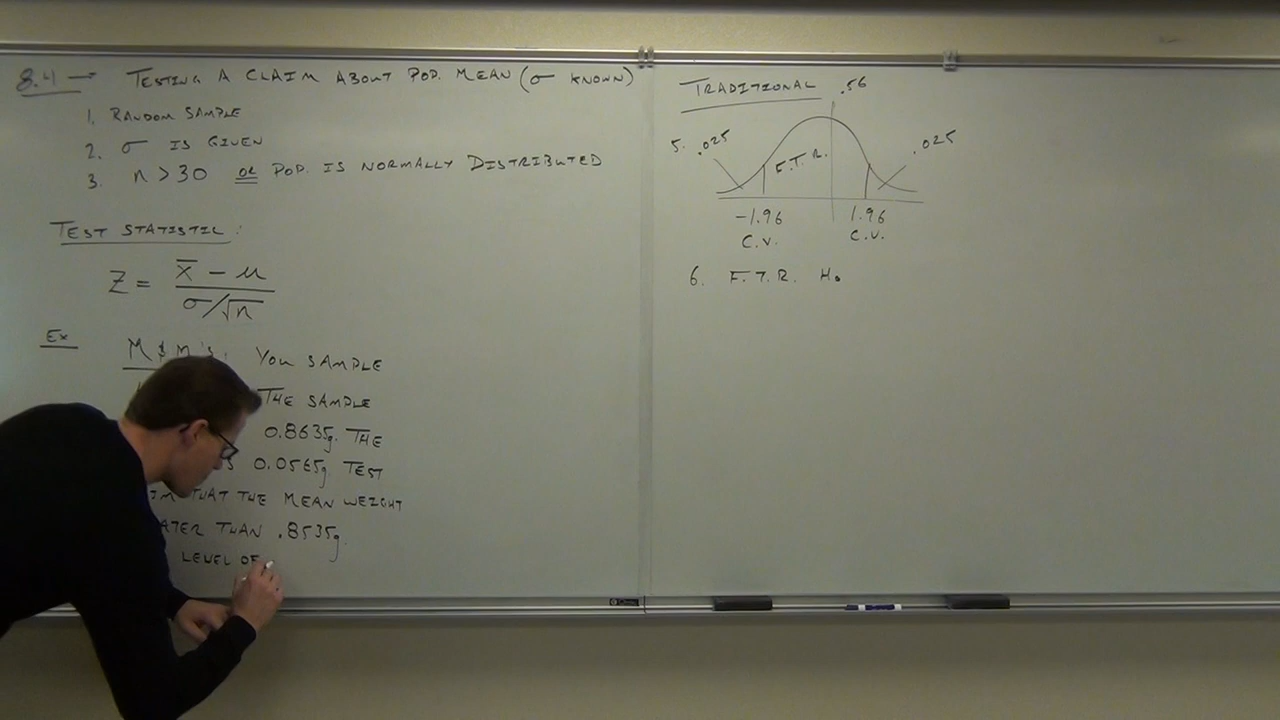 8.4 → TESTING A CLAIM ABOUT POP. MEAN (σ KNOWN)
1. RANDOM SAMPLE
2. σ IS GIVEN
3. n > 30 OR POP. IS NORMALLY DISTRIBUTED
TEST STATISTIC:
Z = (x̄ - μ) / (σ/√n)
Ex
M&M's: YOU SAMPLE
THE SAMPLE
0.8635g. THE
0.0565g TEST
THAT THE MEAN WEIGHT
THAN .8535g.
LEVEL OF
TRADITIONAL .56
5. .025 F.T.R. .025
-1.96 1.96
C.V. C.V.
6. F.T.R. H₀